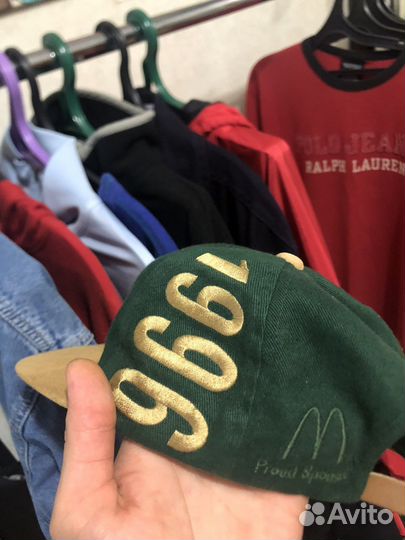 1996
Proud Sponsor
POLO JEANS
RALPH LAUREN
Avito